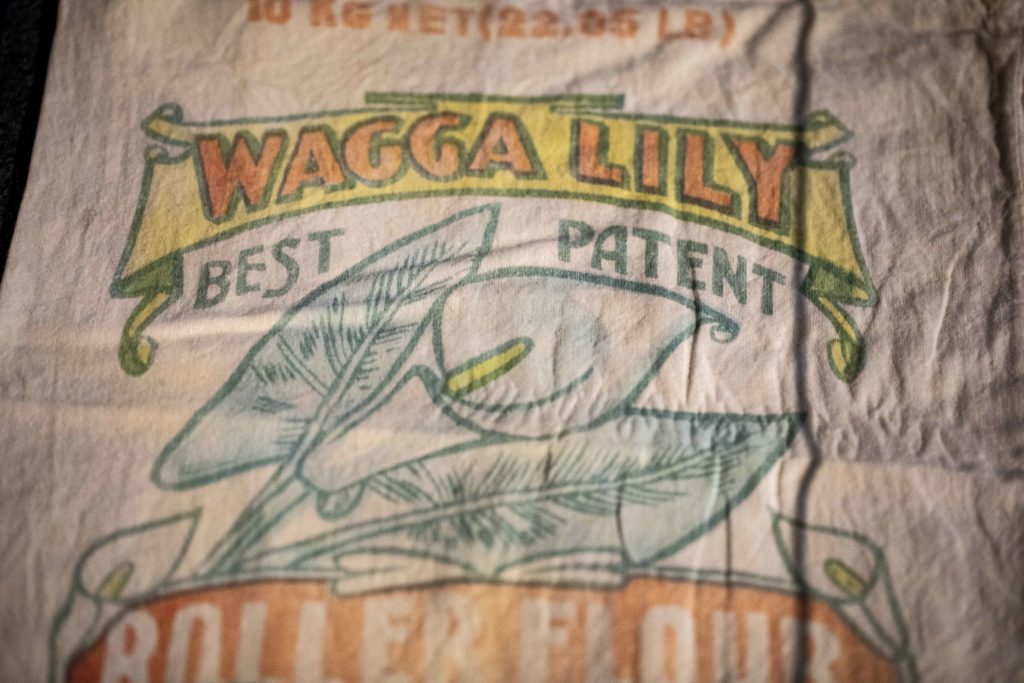 10 KG NET (22.05 LB)
WAGGA LILY
BEST PATENT
ROLLER FLOUR